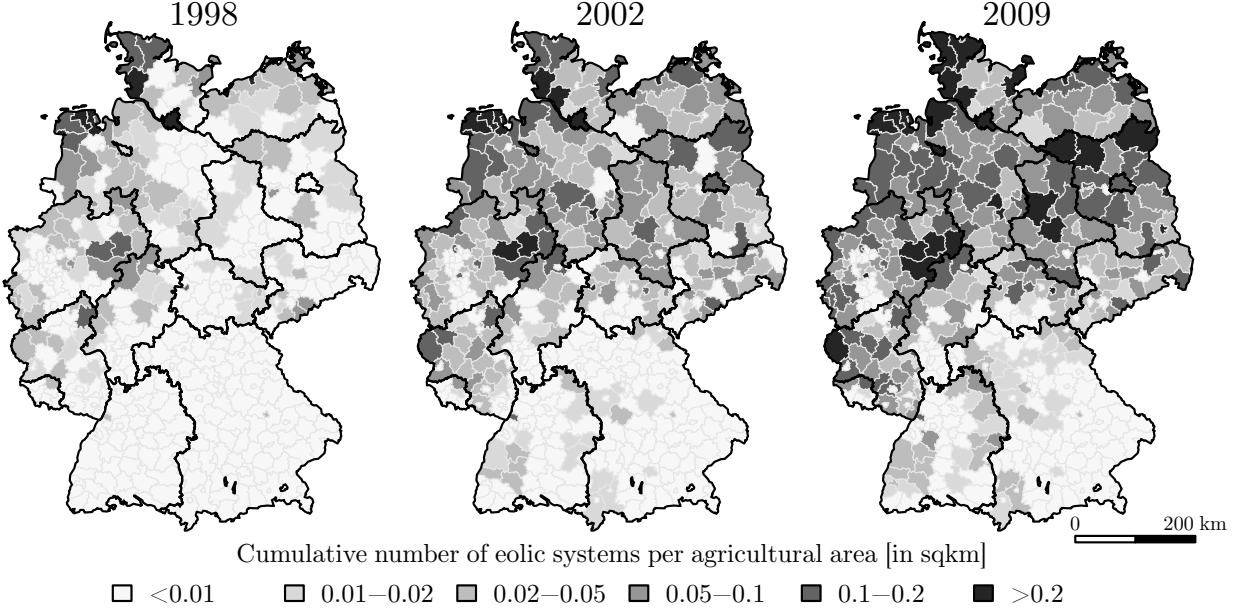 1998 2002 2009
0 200 km
Cumulative number of eolic systems per agricultural area [in sqkm]
<0.01 0.01−0.02 0.02−0.05 0.05−0.1 0.1−0.2 >0.2